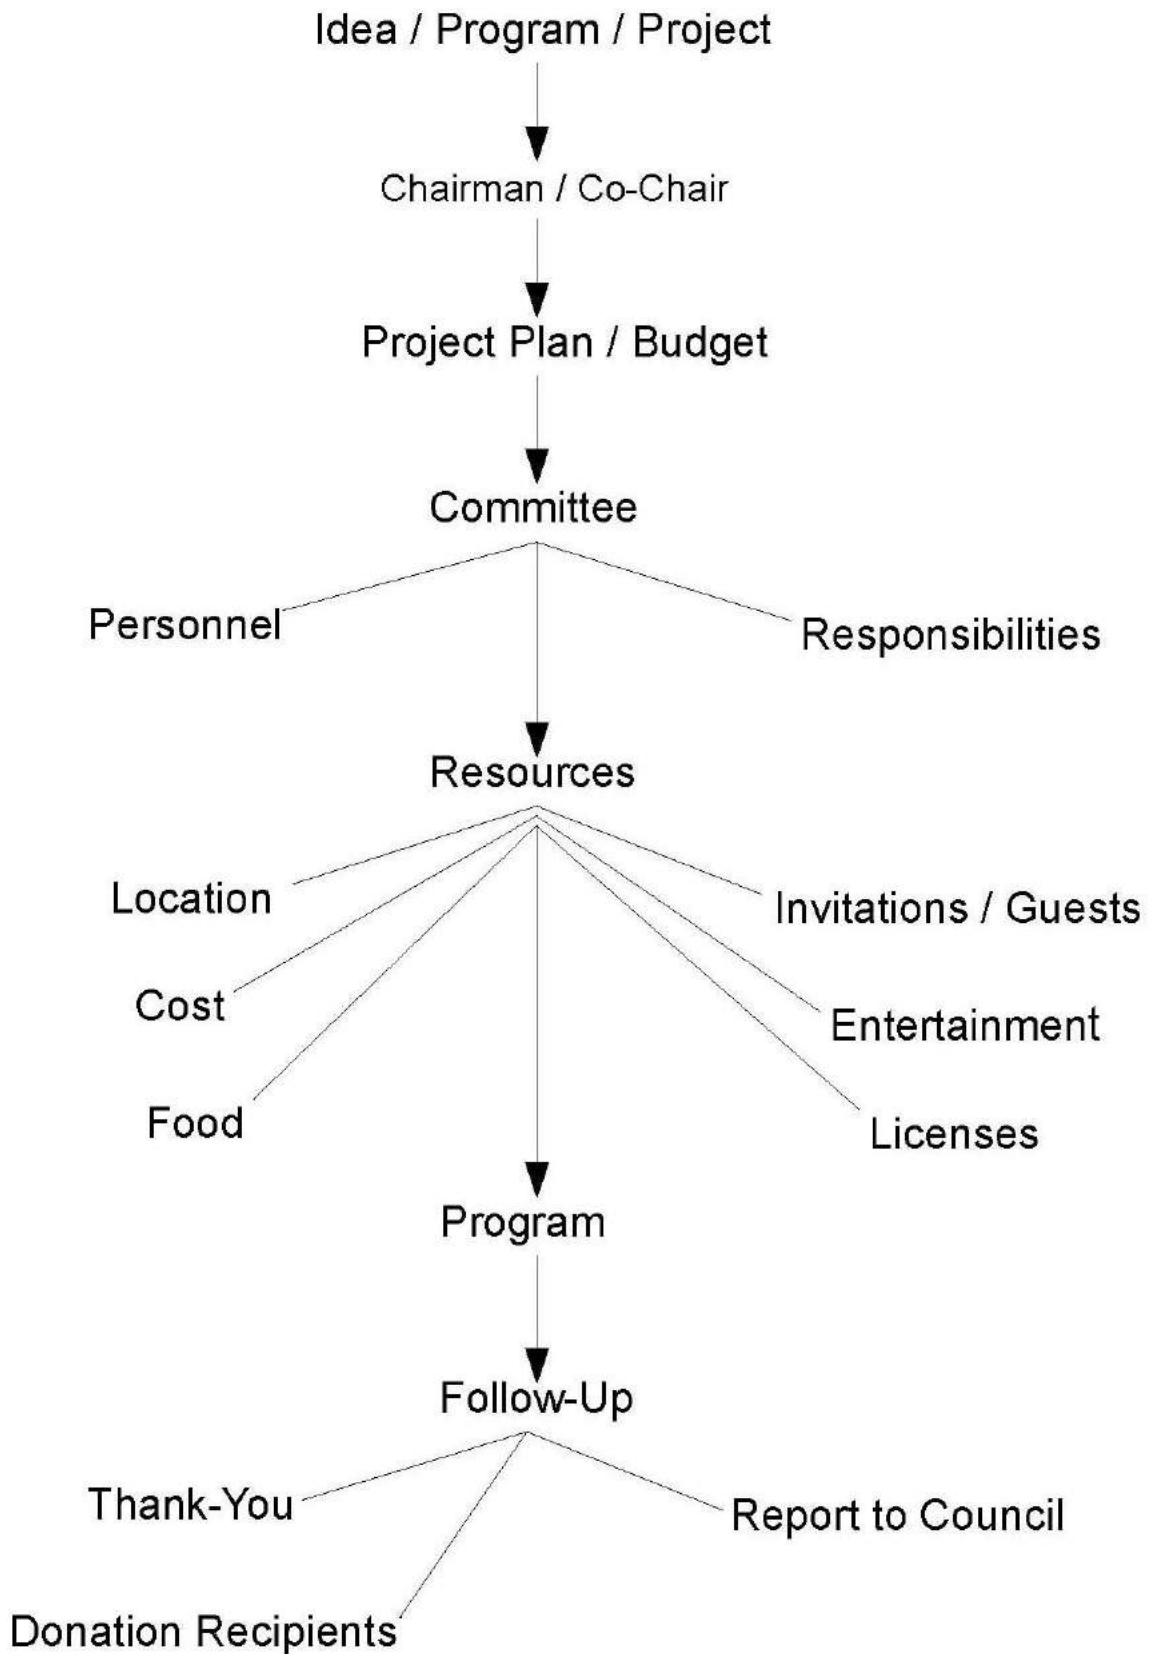 Idea / Program / Project
Chairman / Co-Chair
Project Plan / Budget
Committee
Personnel
Responsibilities
Resources
Location
Invitations / Guests
Cost
Entertainment
Food
Licenses
Program
Follow-Up
Thank-You
Report to Council
Donation Recipients